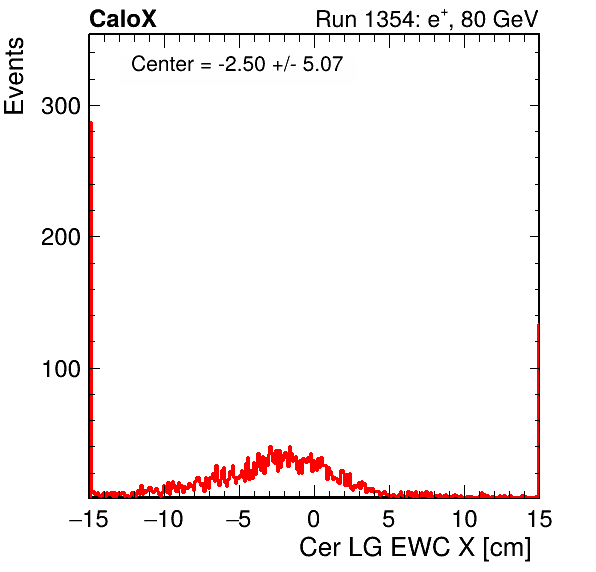 CaloX
Run 1354: e+, 80 GeV
Center = -2.50 +/- 5.07
Events
300
200
100
−15 −10 −5 0 5 10 15
Cer LG EWC X [cm]